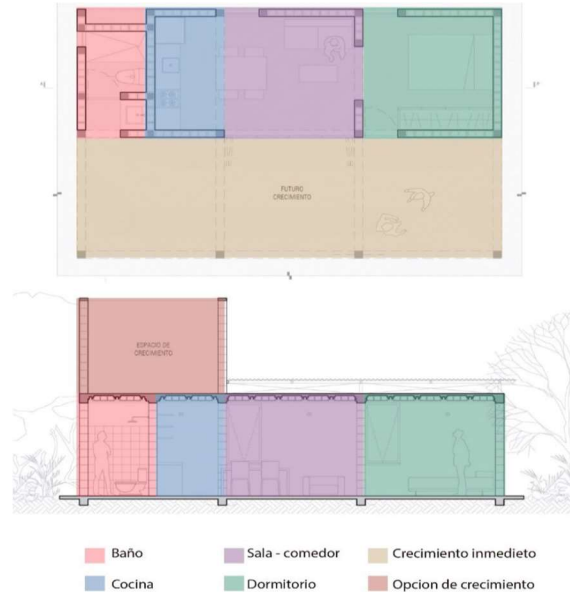 FUTURO
CRECIMIENTO
ESPACIO DE
CRECIMIENTO
Baño
Sala - comedor
Crecimiento inmedieto
Cocina
Dormitorio
Opcion de crecimiento